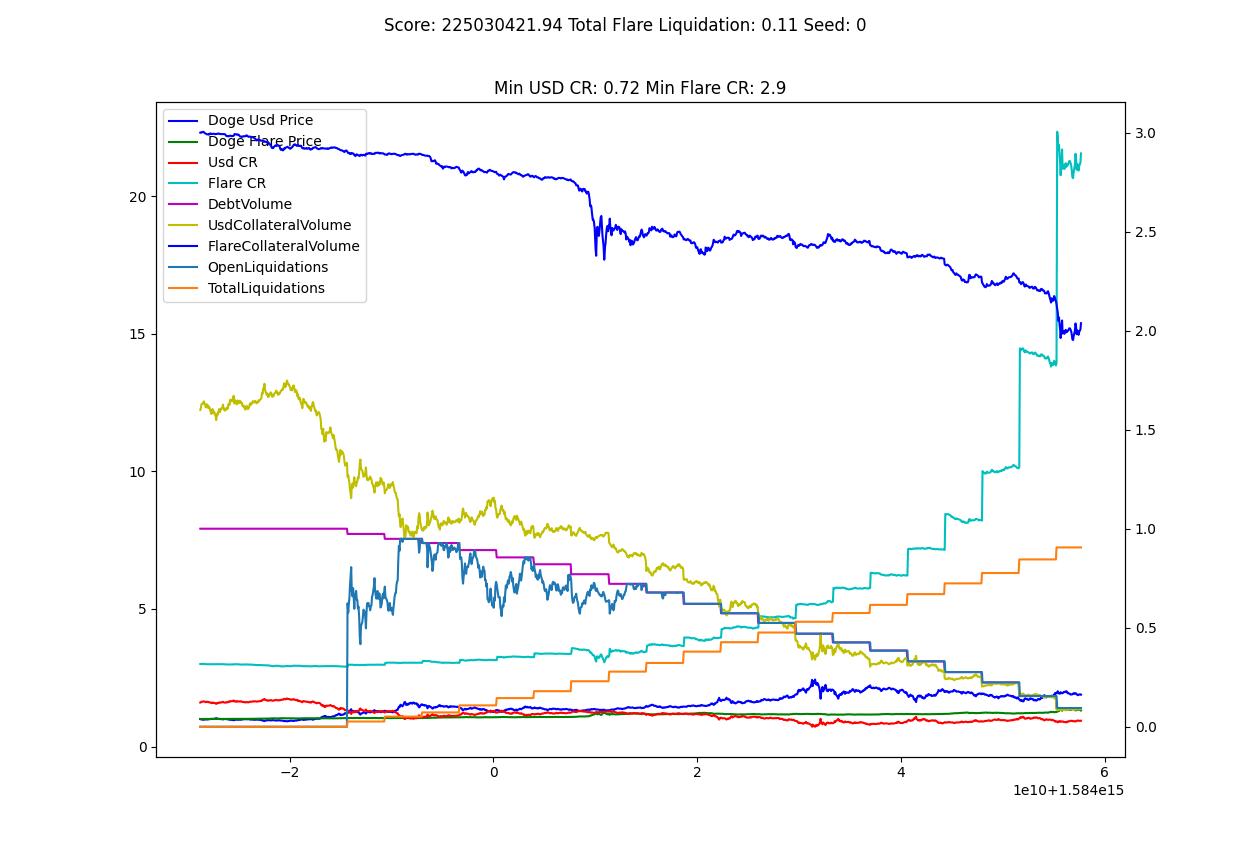 Score: 225030421.94 Total Flare Liquidation: 0.11 Seed: 0
Min USD CR: 0.72 Min Flare CR: 2.9
Doge Usd Price
Doge Flare Price
Usd CR
Flare CR
DebtVolume
UsdCollateralVolume
FlareCollateralVolume
OpenLiquidations
TotalLiquidations
20
15
10
5
0
3.0
2.5
2.0
1.5
1.0
0.5
0.0
−2
0
2
4
6
1e10+1.584e15